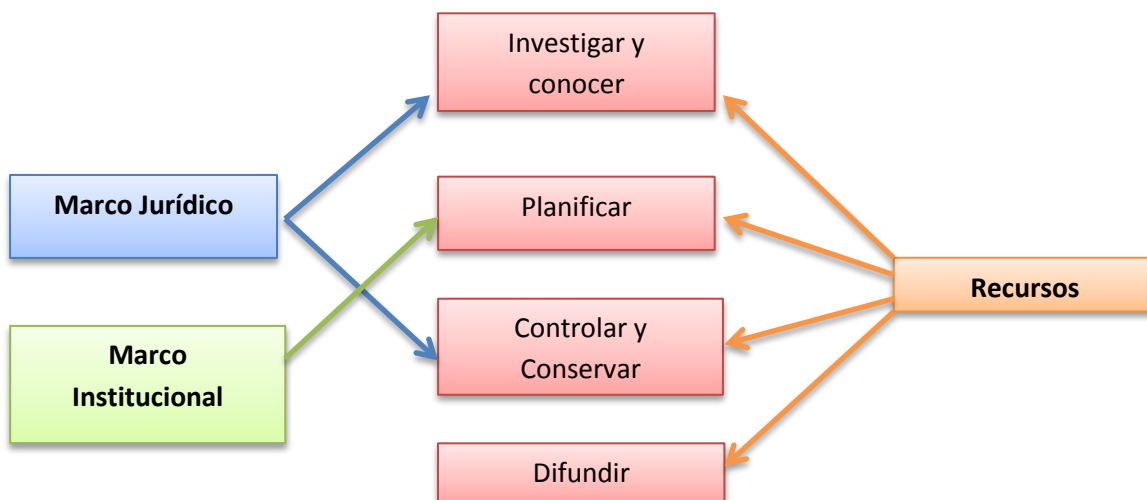 Investigar y
conocer
Marco Jurídico
Planificar
Recursos
Controlar y
Conservar
Marco
Institucional
Difundir